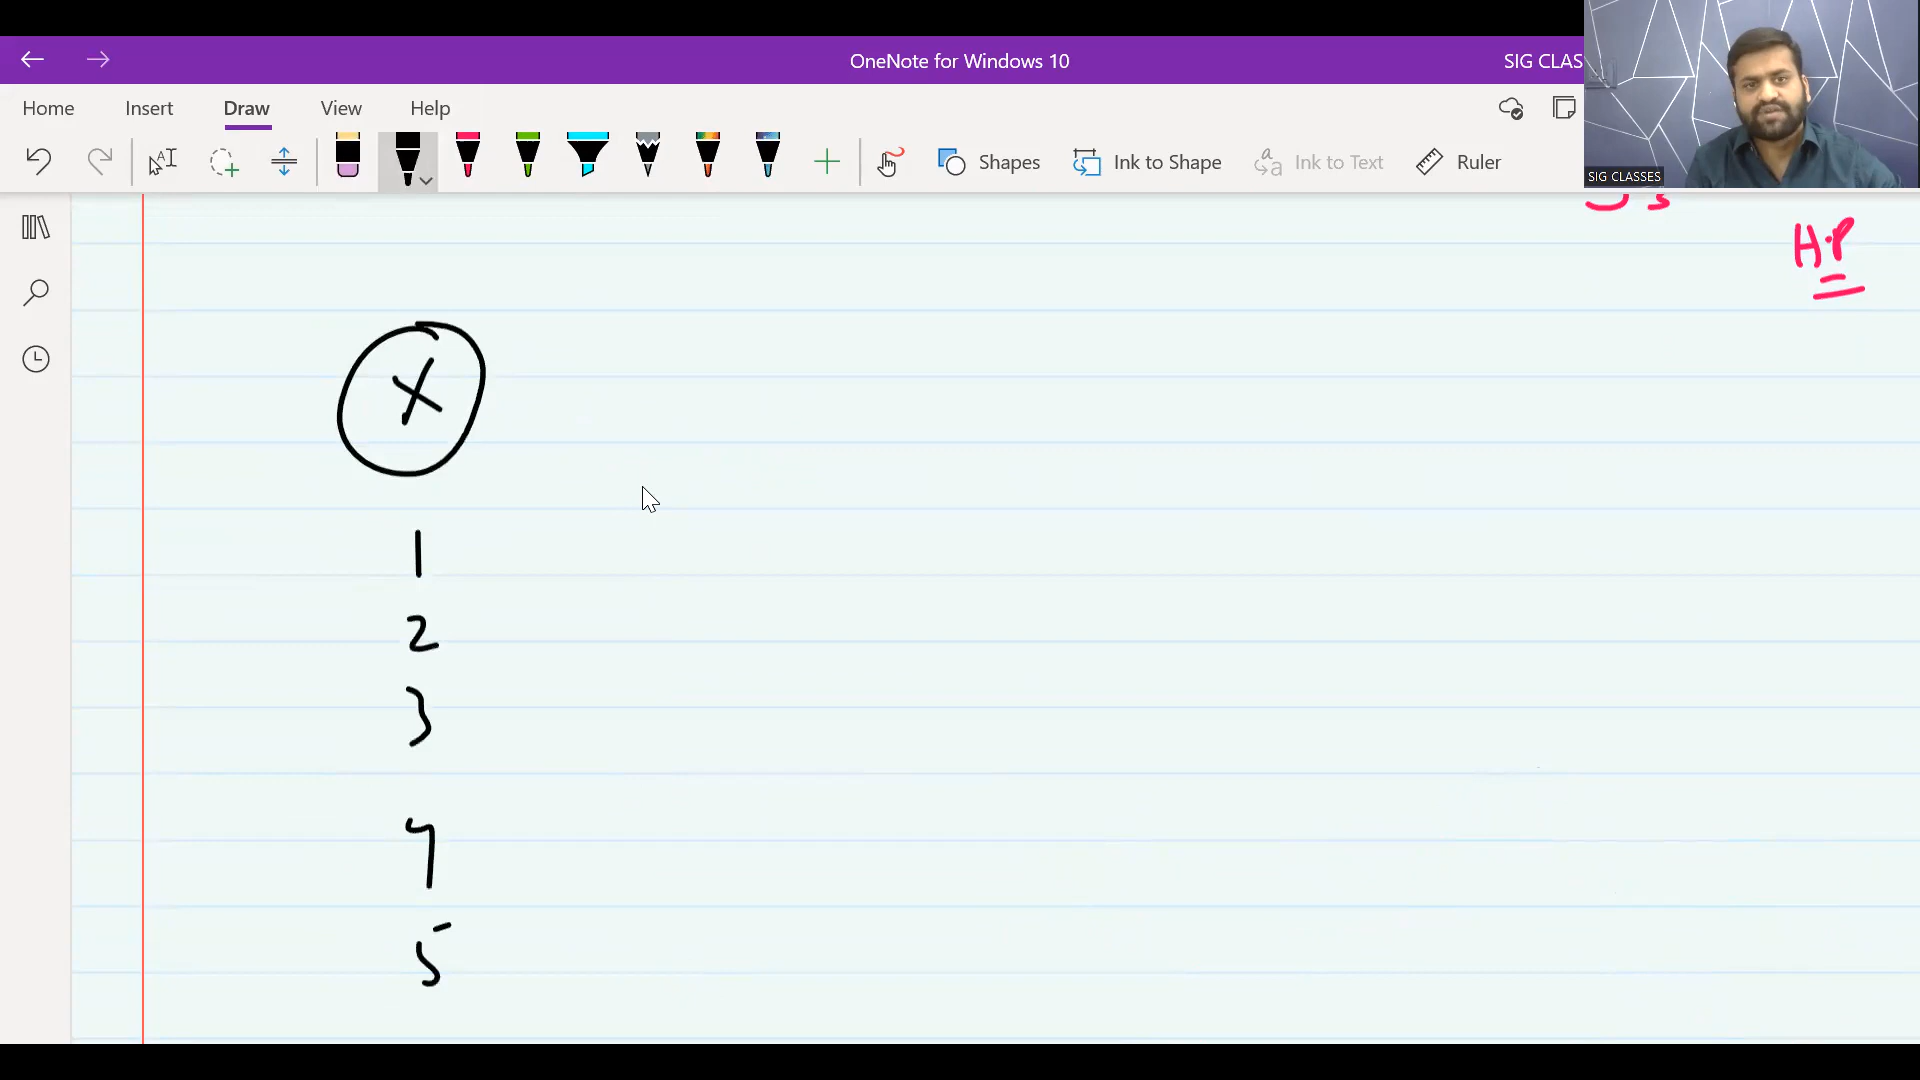 OneNote for Windows 10
SIG CLAS
Home Insert Draw View Help
Shapes Ink to Shape Ink to Text Ruler
SIG CLASSES
H.P
X
1
2
3
4
5